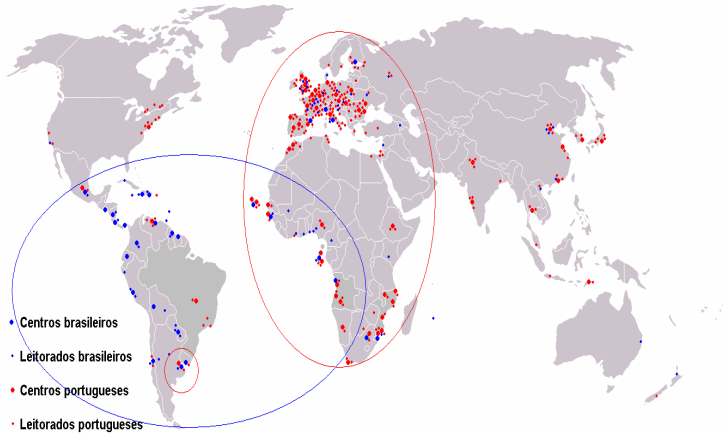 Centros brasileiros
Leitorados brasileiros
Centros portugueses
Leitorados portugueses